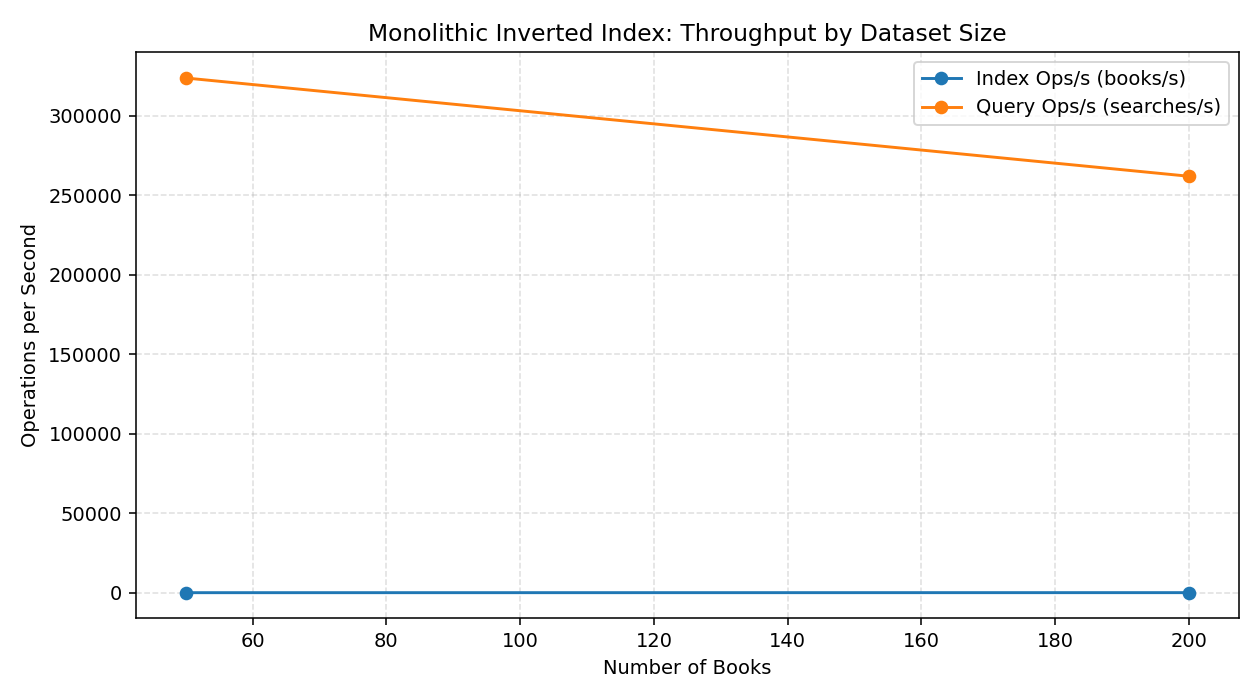 Monolithic Inverted Index: Throughput by Dataset Size
Index Ops/s (books/s)
Query Ops/s (searches/s)
Operations per Second
300000
250000
200000
150000
100000
50000
0
60 80 100 120 140 160 180 200
Number of Books